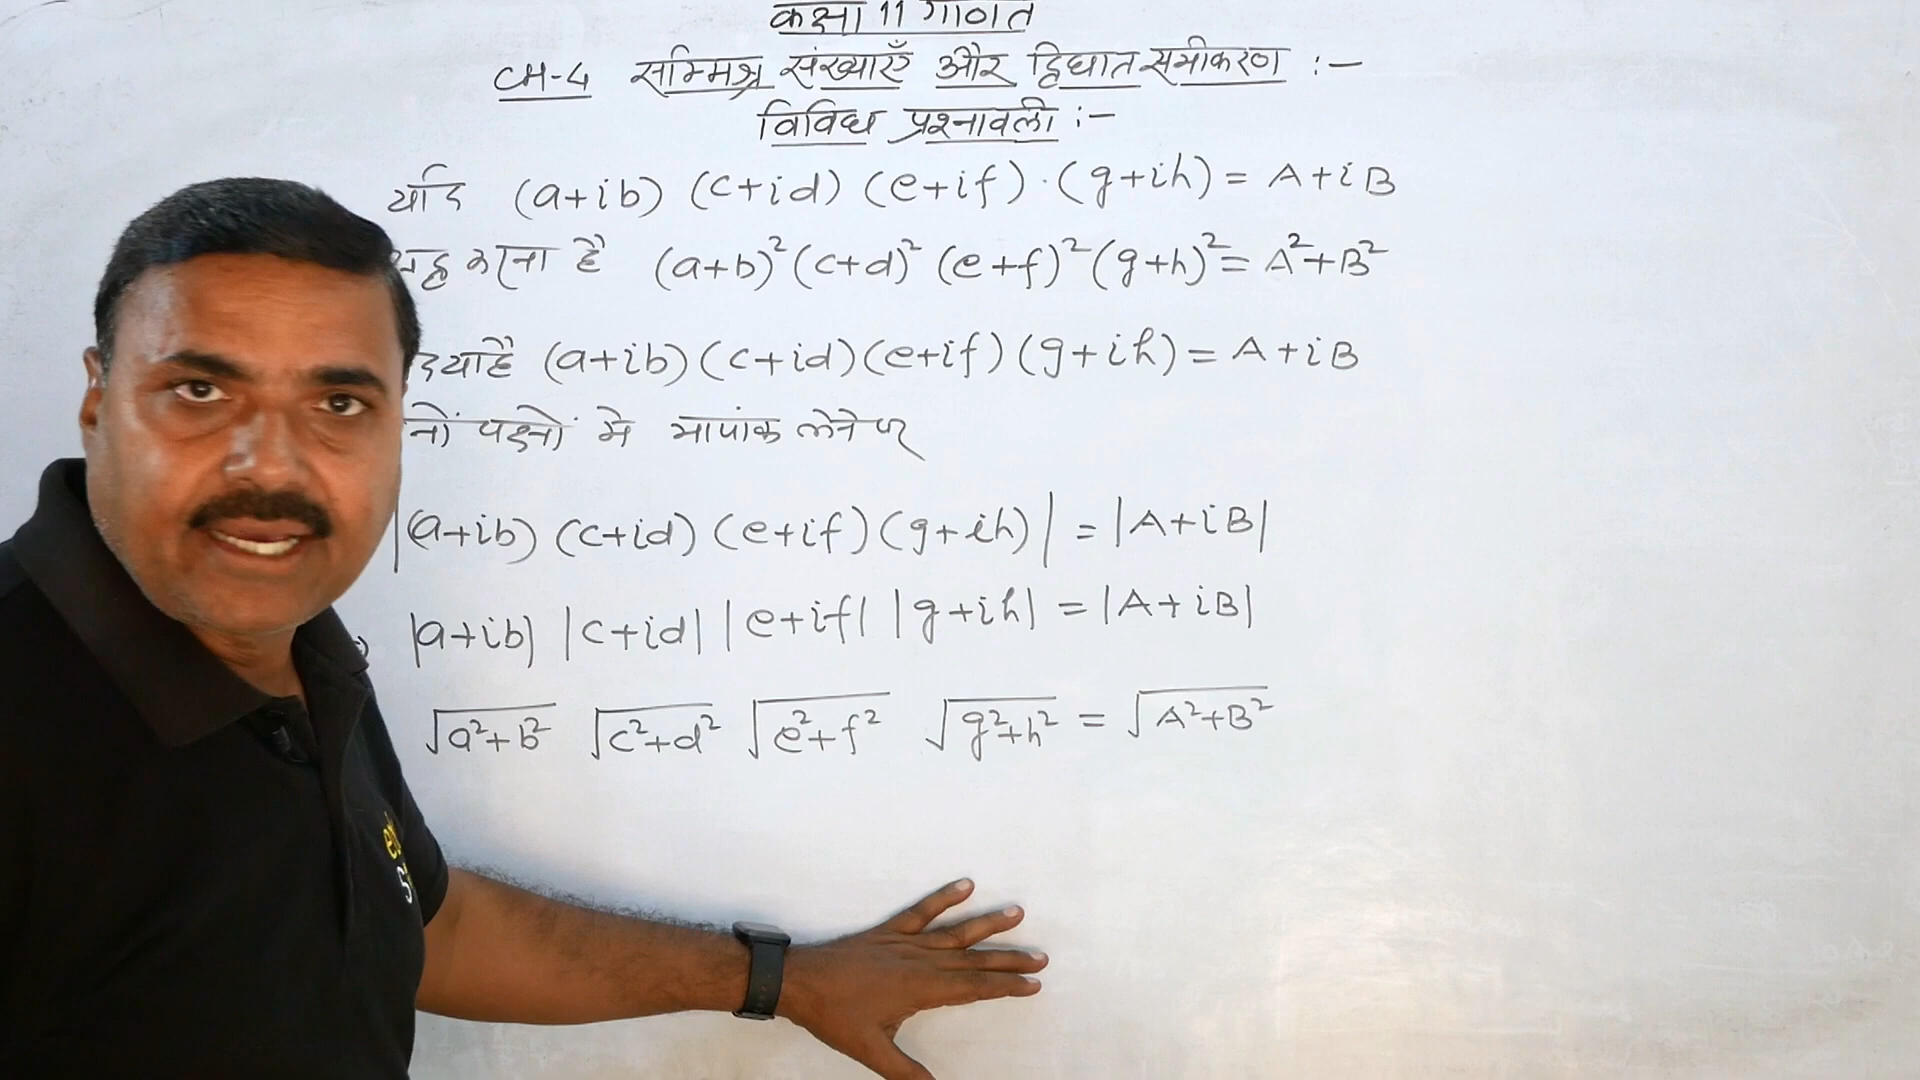 कक्षा 11 गणित
CH-4 सम्मिश्र संख्याएँ और द्विघात समीकरण :-
विविध प्रश्नावली :-
यदि (a+ib) (c+id) (e+if) . (g+ih) = A+iB
करना है (a+b)² (c+d)² (e+f)² (g+h)² = A²+B²
(a+ib) (c+id) (e+if) (g+ih) = A+iB
पक्षों में मापांक लेने पर
|(a+ib) (c+id) (e+if) (g+ih)| = |A+iB|
|a+ib| |c+id| |e+if| |g+ih| = |A+iB|
√a²+b² √c²+d² √e²+f² √g²+h² = √A²+B²